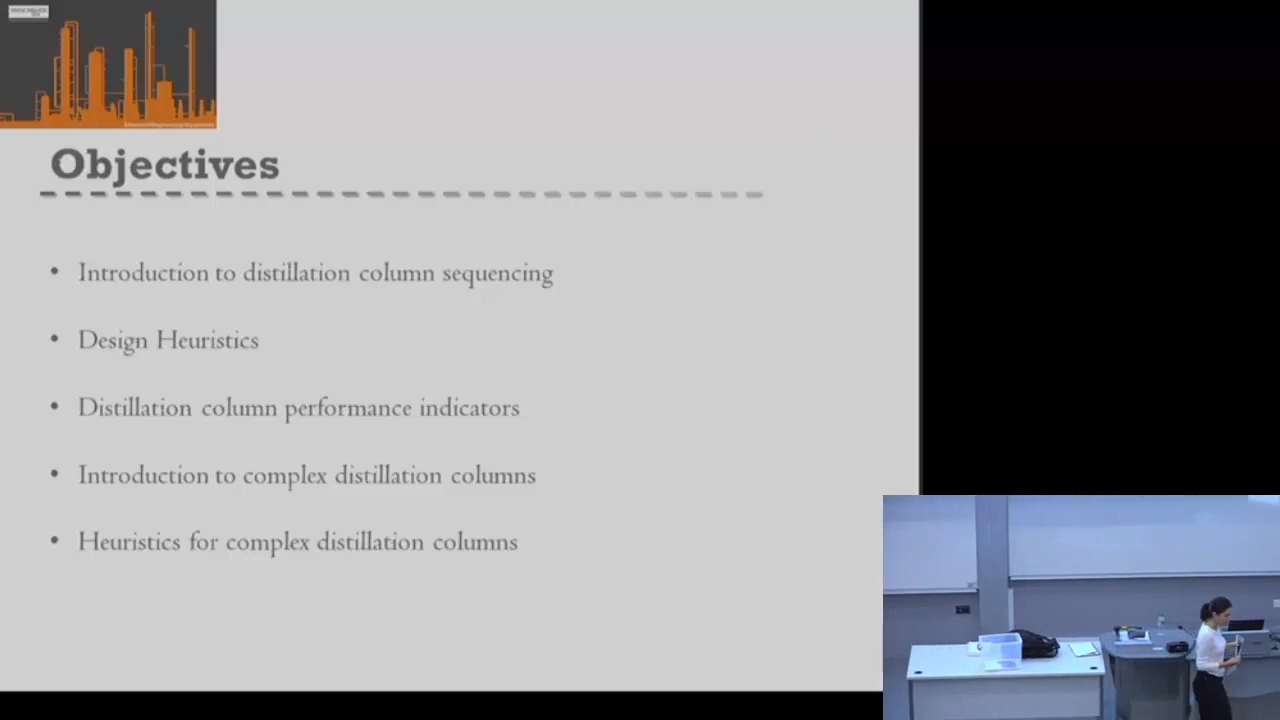 Objectives
• Introduction to distillation column sequencing
• Design Heuristics
• Distillation column performance indicators
• Introduction to complex distillation columns
• Heuristics for complex distillation columns